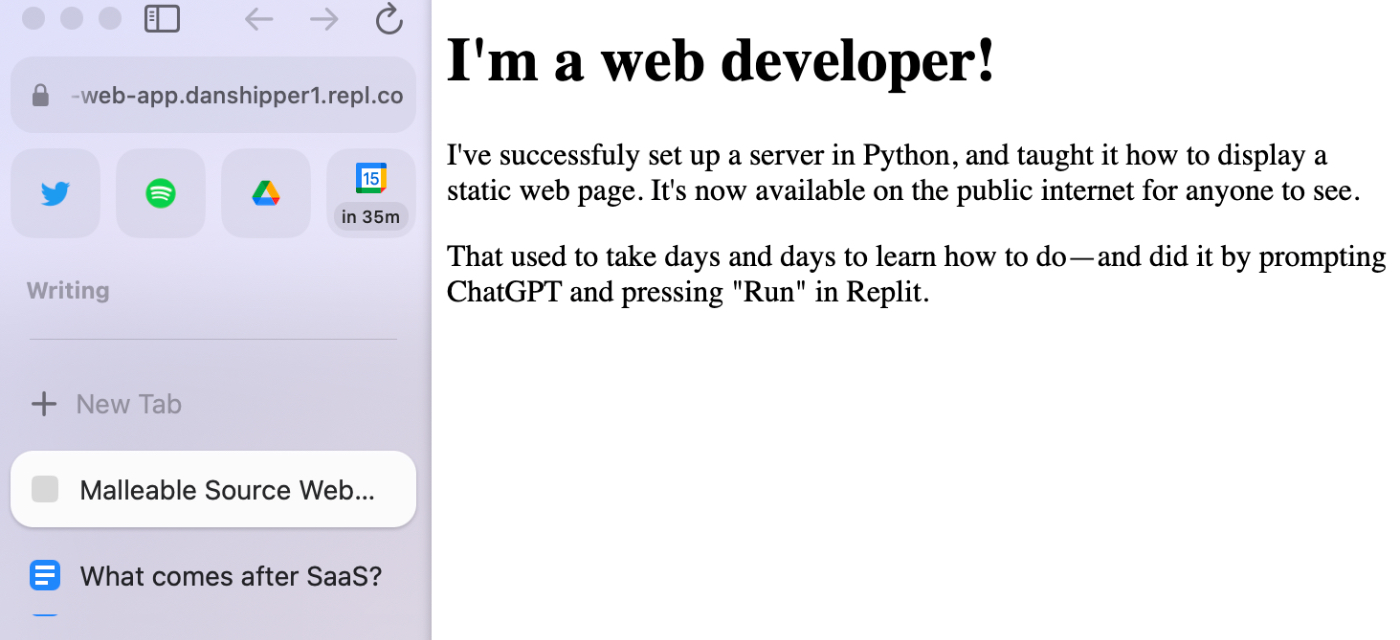 -web-app.danshipper1.repl.co
15
in 35m
Writing
New Tab
Malleable Source Web...
What comes after SaaS?
I'm a web developer!
I've successfuly set up a server in Python, and taught it how to display a
static web page. It's now available on the public internet for anyone to see.
That used to take days and days to learn how to do—and did it by prompting
ChatGPT and pressing "Run" in Replit.